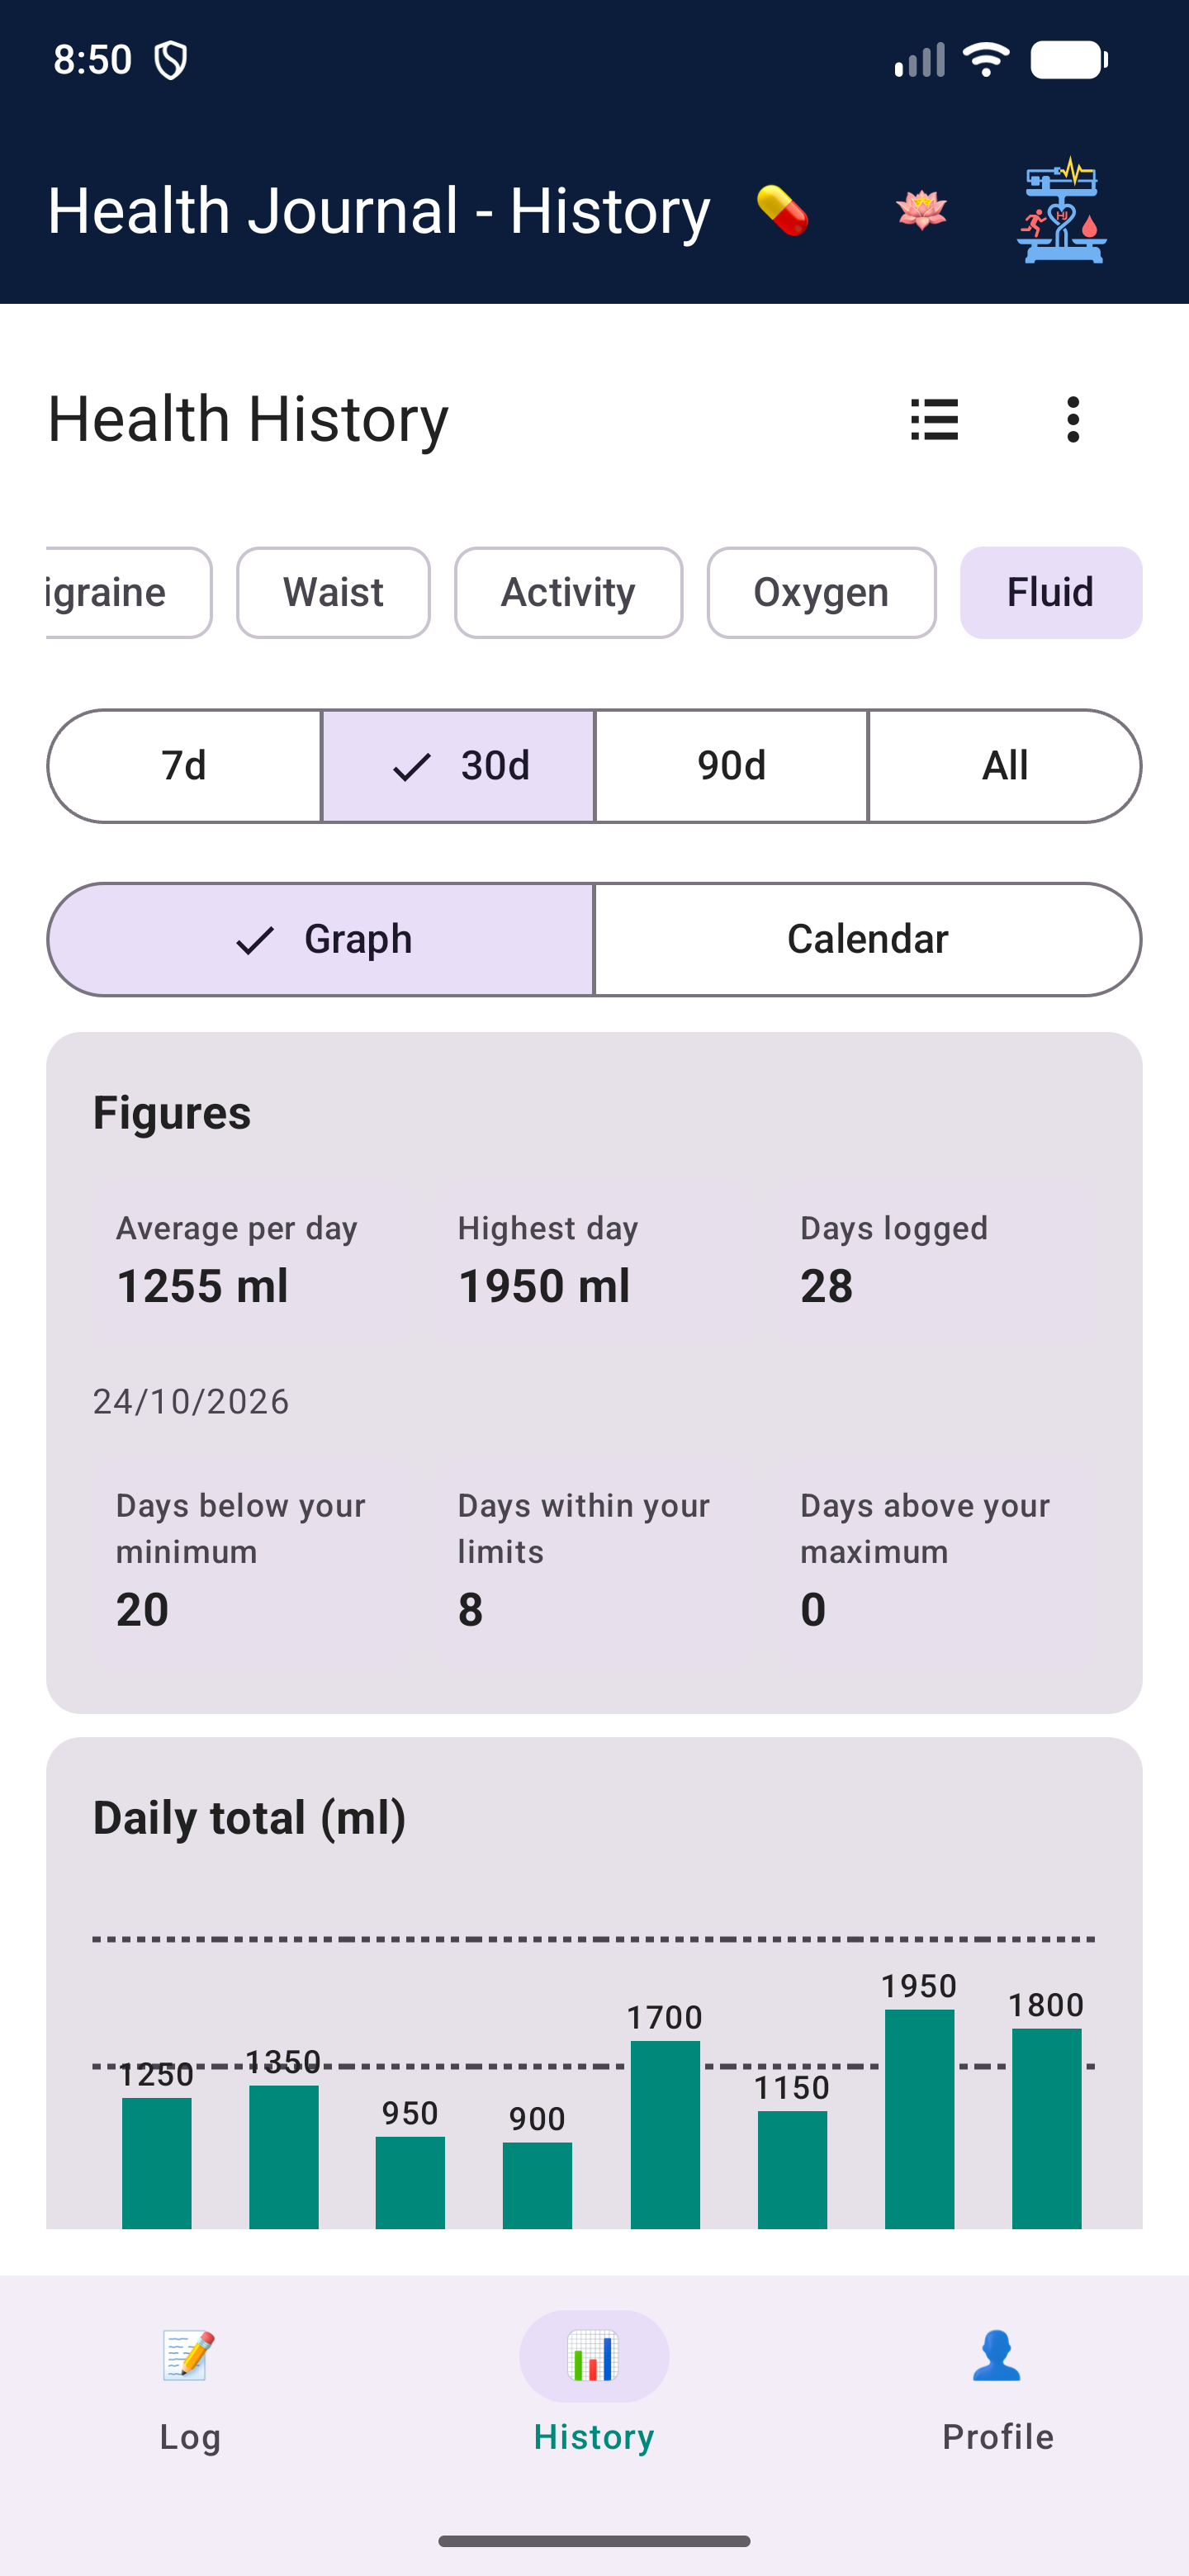 8:50
Health Journal - History
HJ
Health History
igraine
Waist
Activity
Oxygen
Fluid
7d
30d
90d
All
Graph
Calendar
Figures
Average per day
1255 ml
Highest day
1950 ml
Days logged
28
24/10/2026
Days below your
minimum
20
Days within your
limits
8
Days above your
maximum
0
Daily total (ml)
1250
1350
950
900
1700
1150
1950
1800
Log
History
Profile